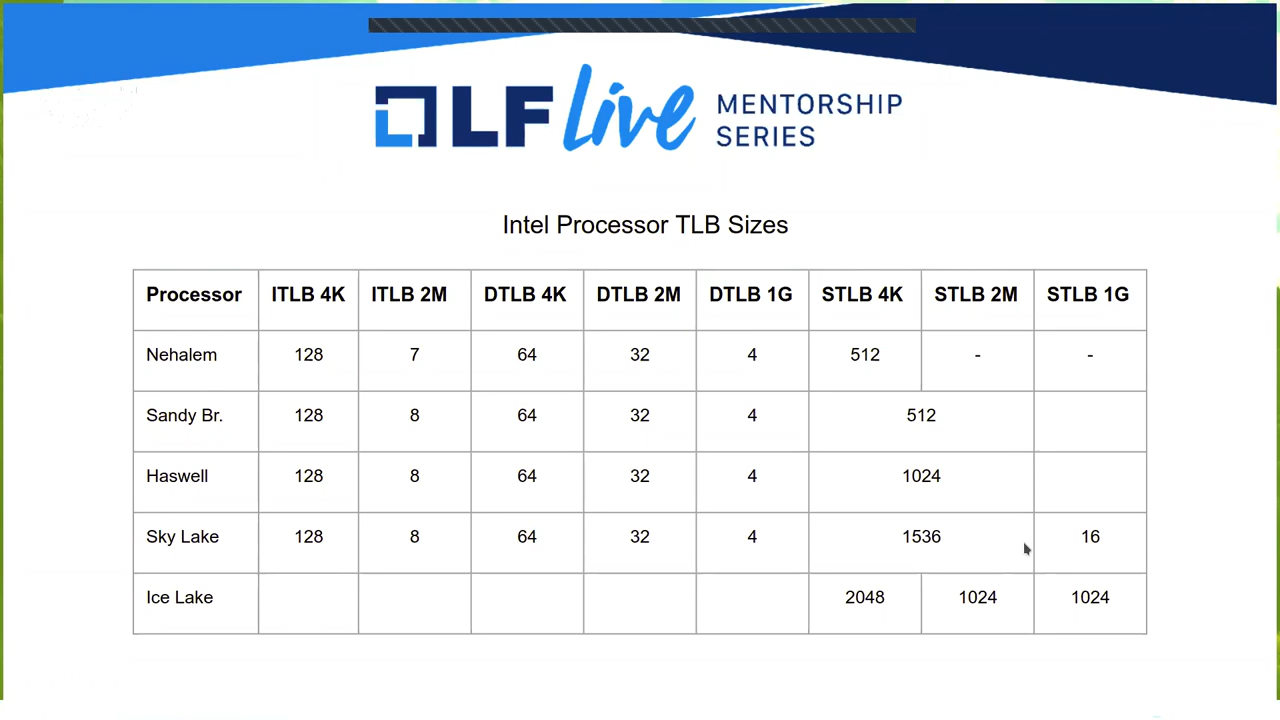 LF Live MENTORSHIP SERIES
Intel Processor TLB Sizes
Processor ITLB 4K ITLB 2M DTLB 4K DTLB 2M DTLB 1G STLB 4K STLB 2M STLB 1G
Nehalem 128 7 64 32 4 512 - -
Sandy Br. 128 8 64 32 4 512
Haswell 128 8 64 32 4 1024
Sky Lake 128 8 64 32 4 1536 16
Ice Lake 2048 1024 1024